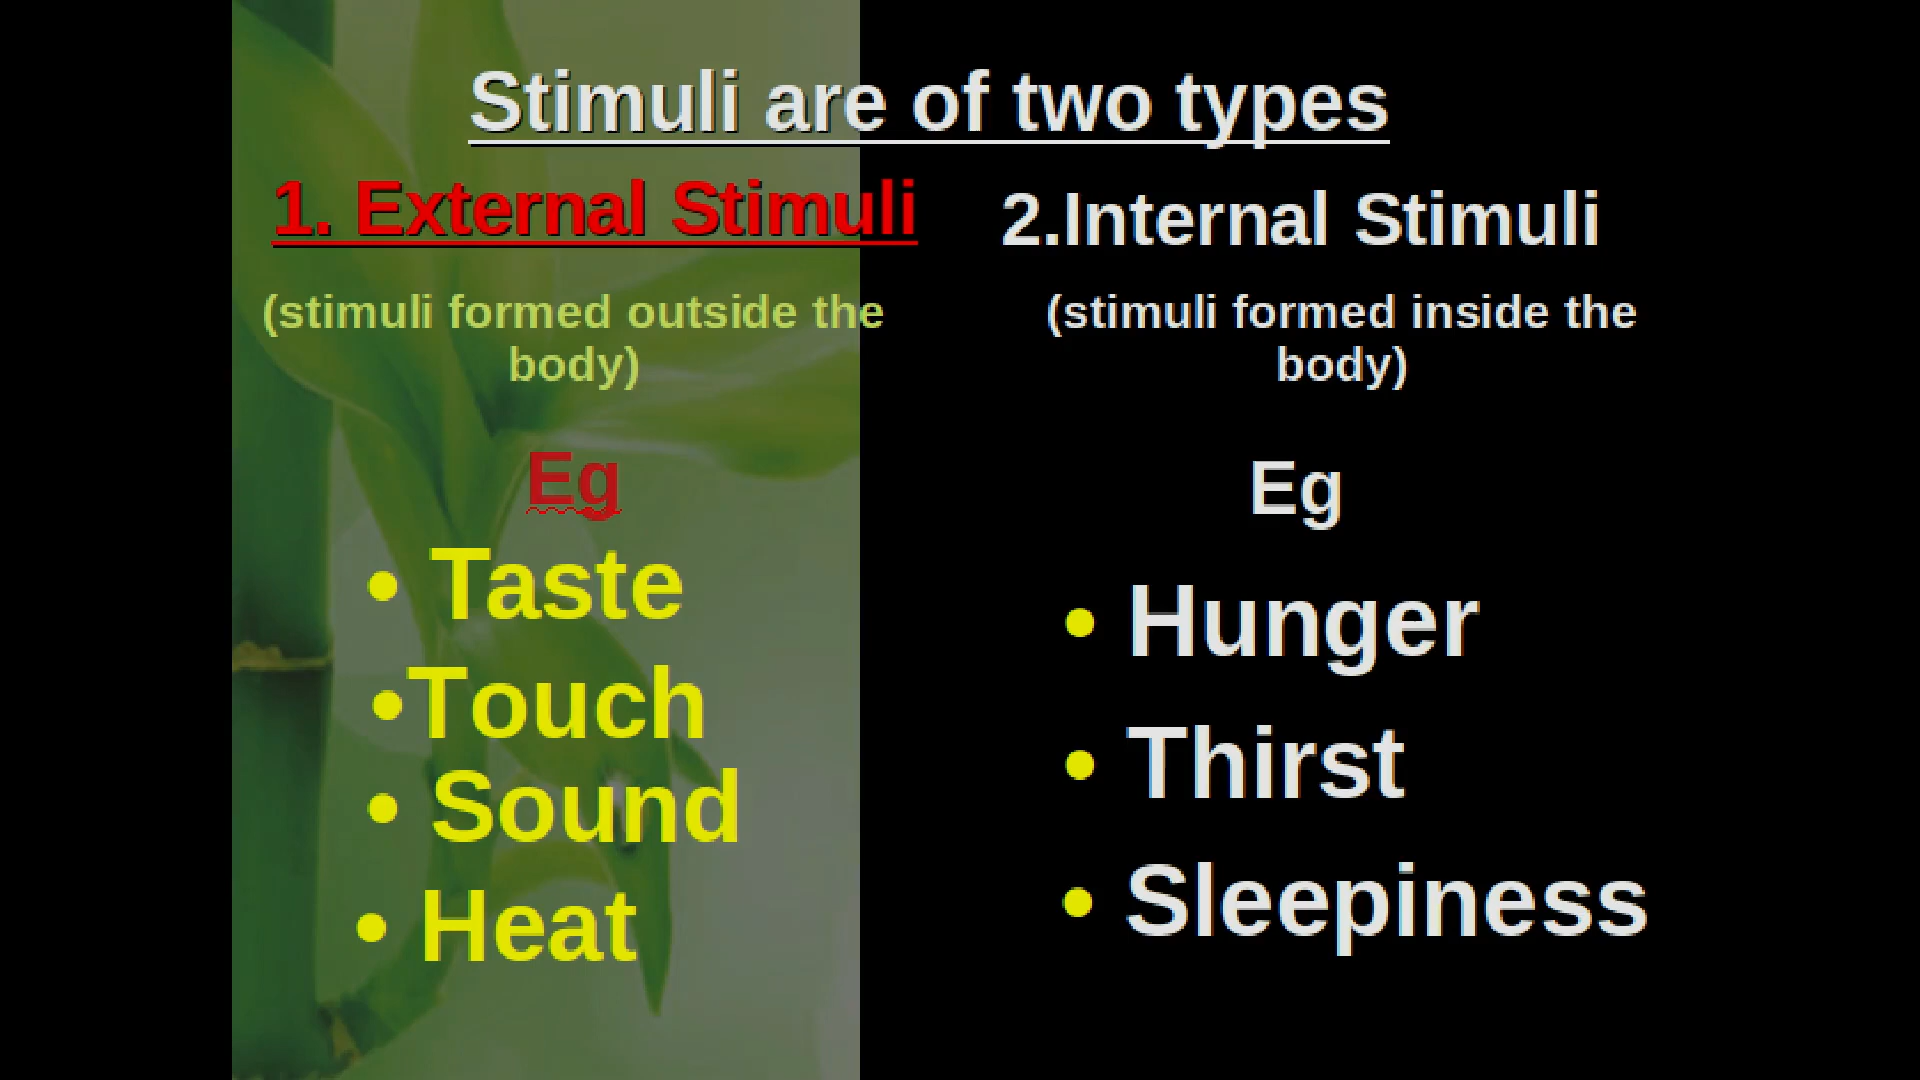 Stimuli are of two types
1. External Stimuli
(stimuli formed outside the
body)
Eg
• Taste
•Touch
• Sound
• Heat
2.Internal Stimuli
(stimuli formed inside the
body)
Eg
• Hunger
• Thirst
• Sleepiness